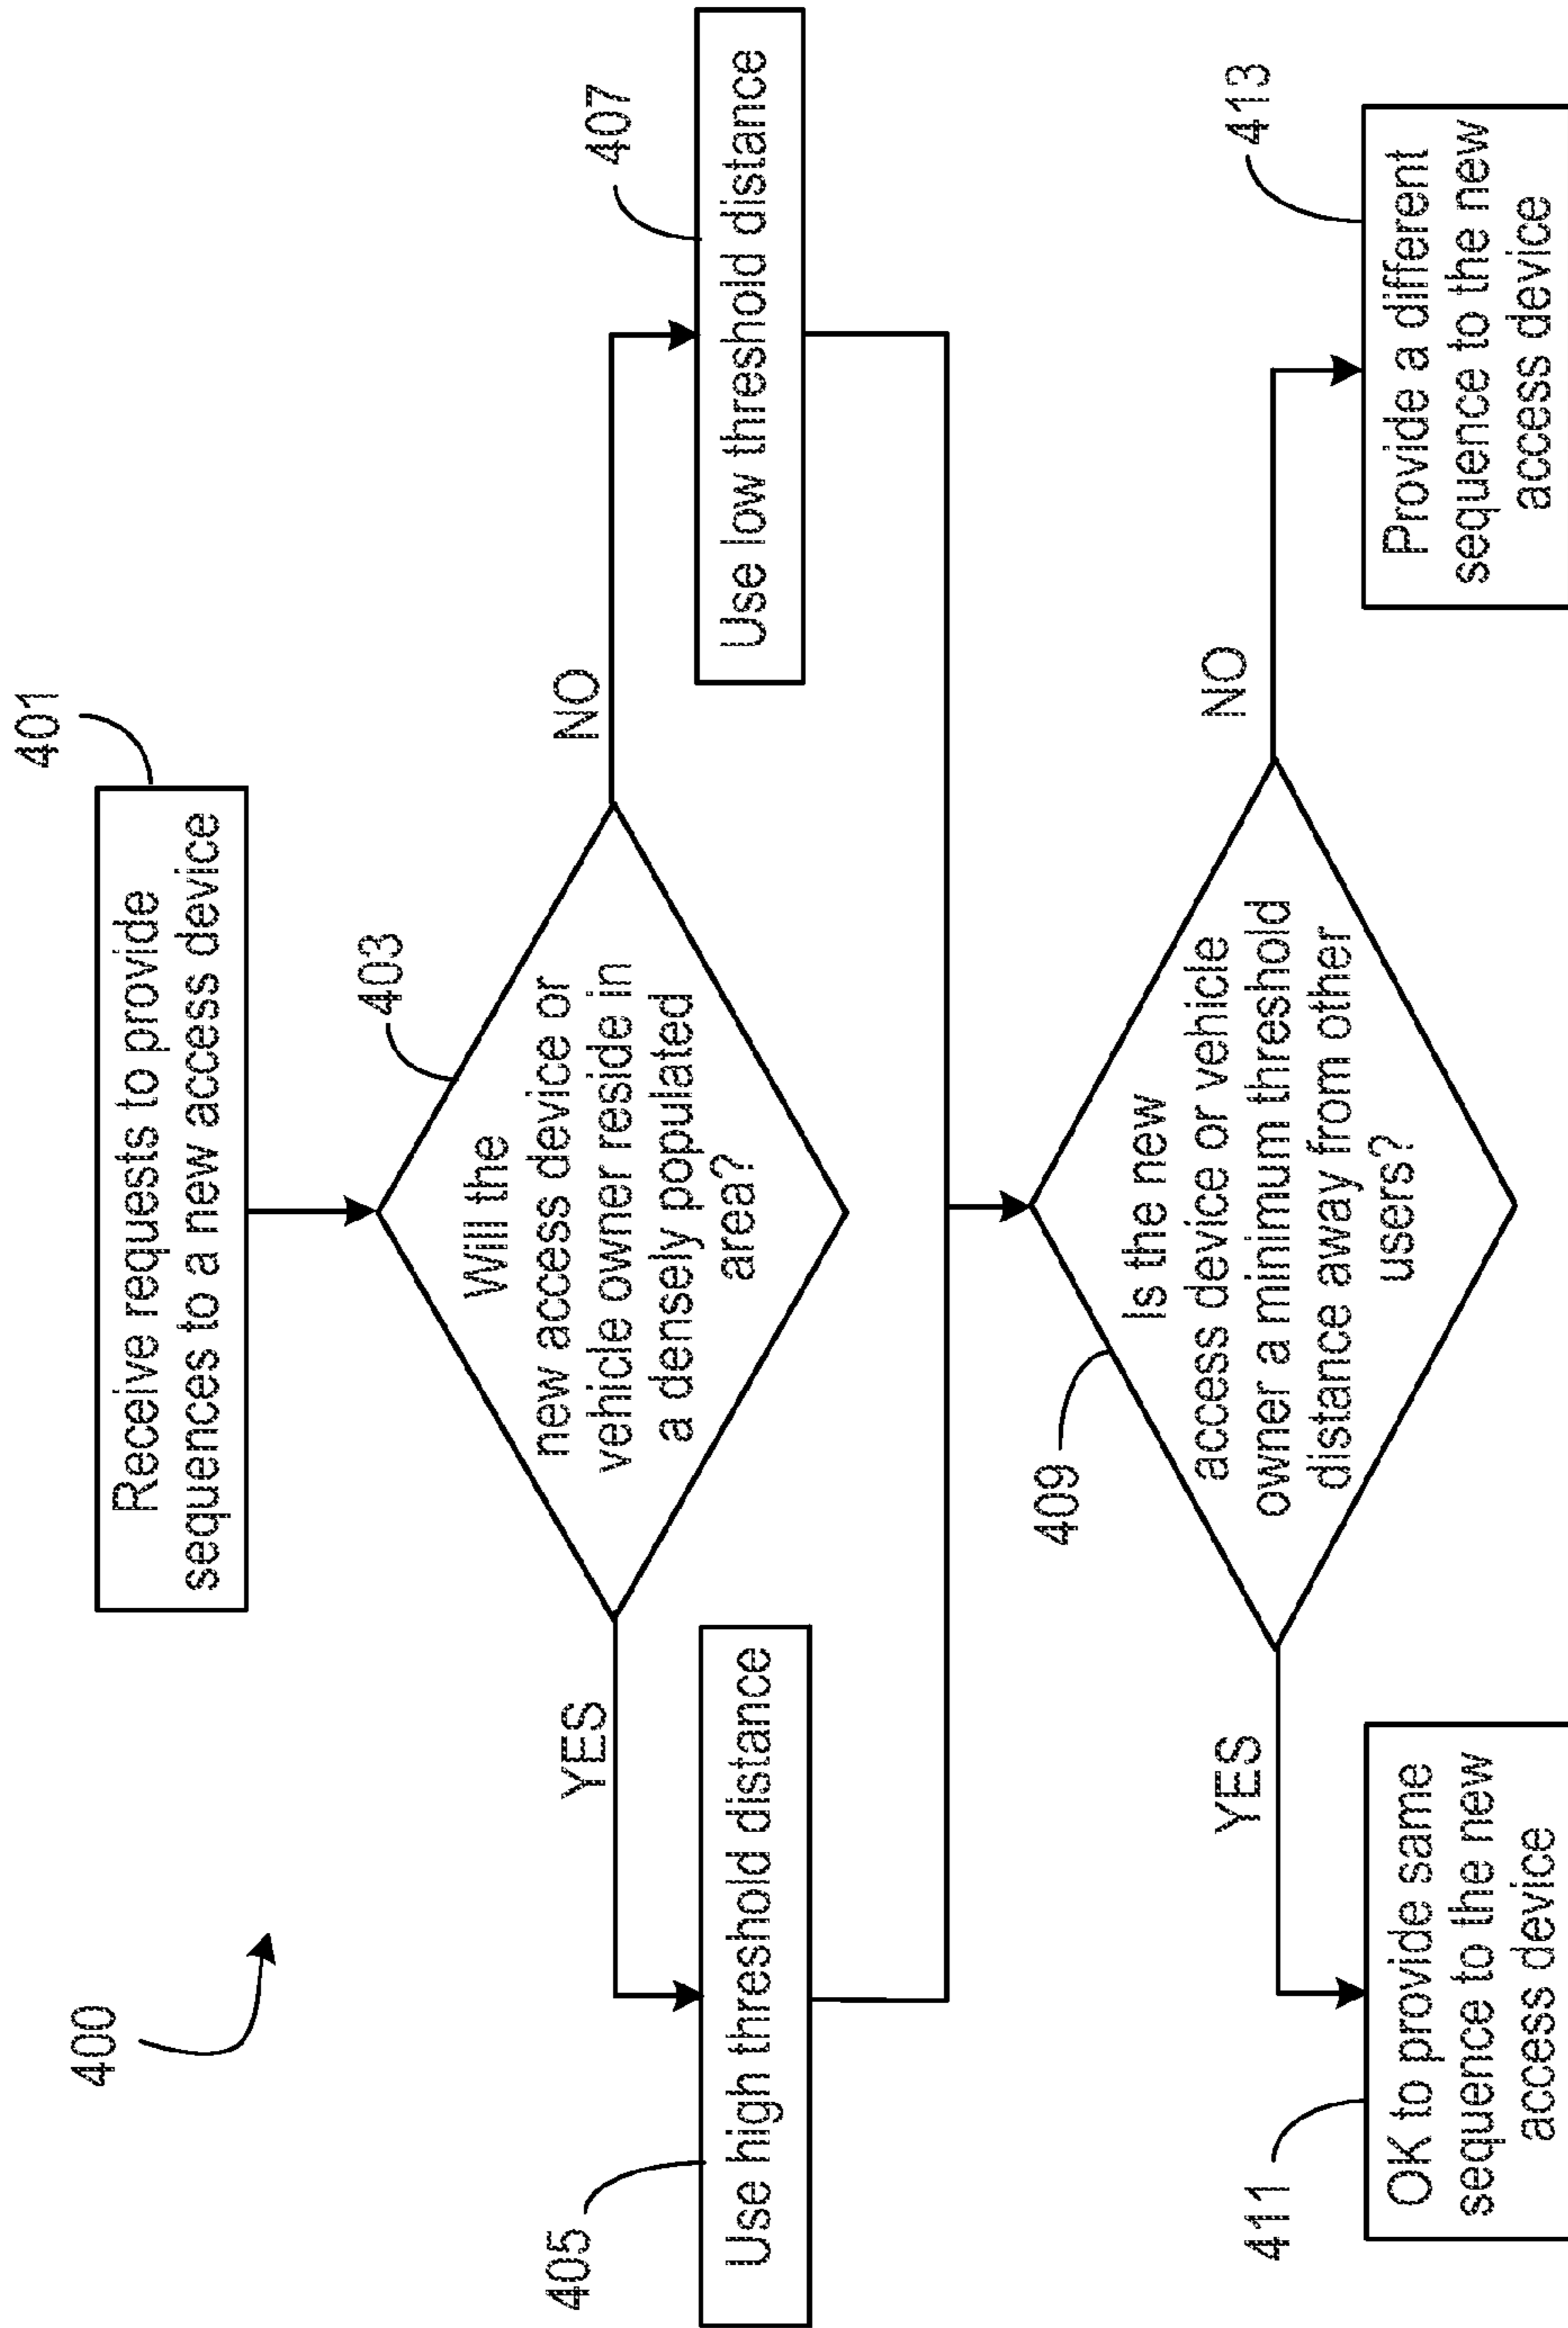 400
401
Receive requests to provide
sequences to a new access device
403
Will the
new access device or
vehicle owner reside in
a densely populated
area?
YES
NO
405
Use high threshold distance
407
Use low threshold distance
409
Is the new
access device or vehicle
owner a minimum threshold
distance away from other
users?
YES
NO
411
OK to provide same
sequence to the new
access device
413
Provide a different
sequence to the new
access device